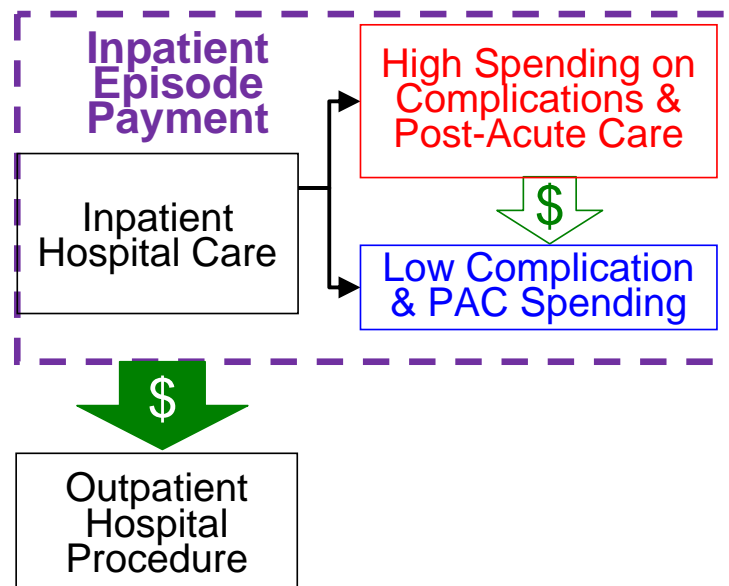 Inpatient
Episode
Payment
High Spending on
Complications &
Post-Acute Care
Inpatient
Hospital Care
$
Low Complication
& PAC Spending
$
Outpatient
Hospital
Procedure